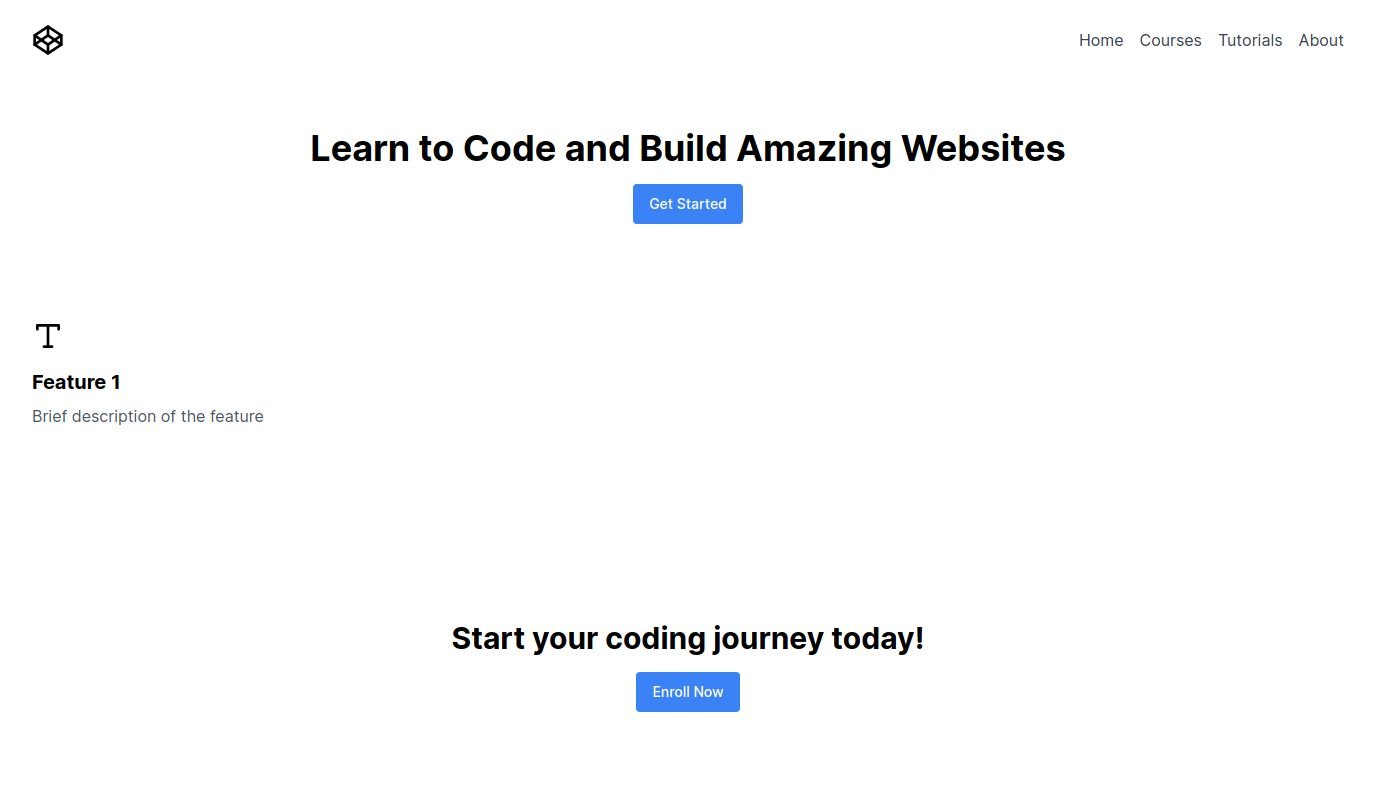 Home Courses Tutorials About
Learn to Code and Build Amazing Websites
Get Started
Feature 1
Brief description of the feature
Start your coding journey today!
Enroll Now